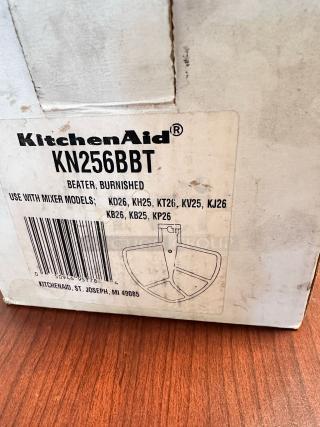 KitchenAid®
KN256BBT
BEATER, BURNISHED
USE WITH MIXER MODELS: KD26, KH25, KT26, KV25, KJ26
KB26, KB25, KP26
KITCHENAID, ST. JOSEPH, MI 49085